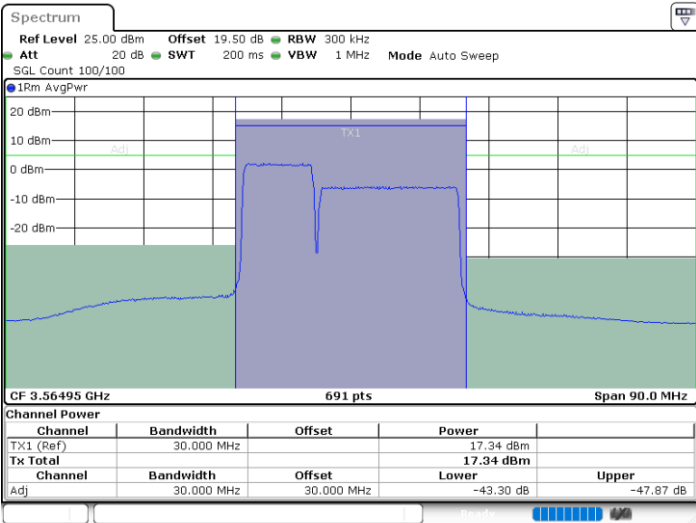 Spectrum
Ref Level 25.00 dBm Offset 19.50 dB RBW 300 kHz
Att 20 dB SWT 200 ms VBW 1 MHz Mode Auto Sweep
SGL Count 100/100
1Rm AvgPwr
20 dBm
TX1
10 dBm
Adj
Adj
0 dBm
-10 dBm
-20 dBm
CF 3.56495 GHz 691 pts Span 90.0 MHz
Channel Power
Channel Bandwidth Offset Power
TX1 (Ref) 30.000 MHz 17.34 dBm
Tx Total 17.34 dBm
Channel Bandwidth Offset Lower Upper
Adj 30.000 MHz 30.000 MHz -43.30 dB -47.87 dB
Ready